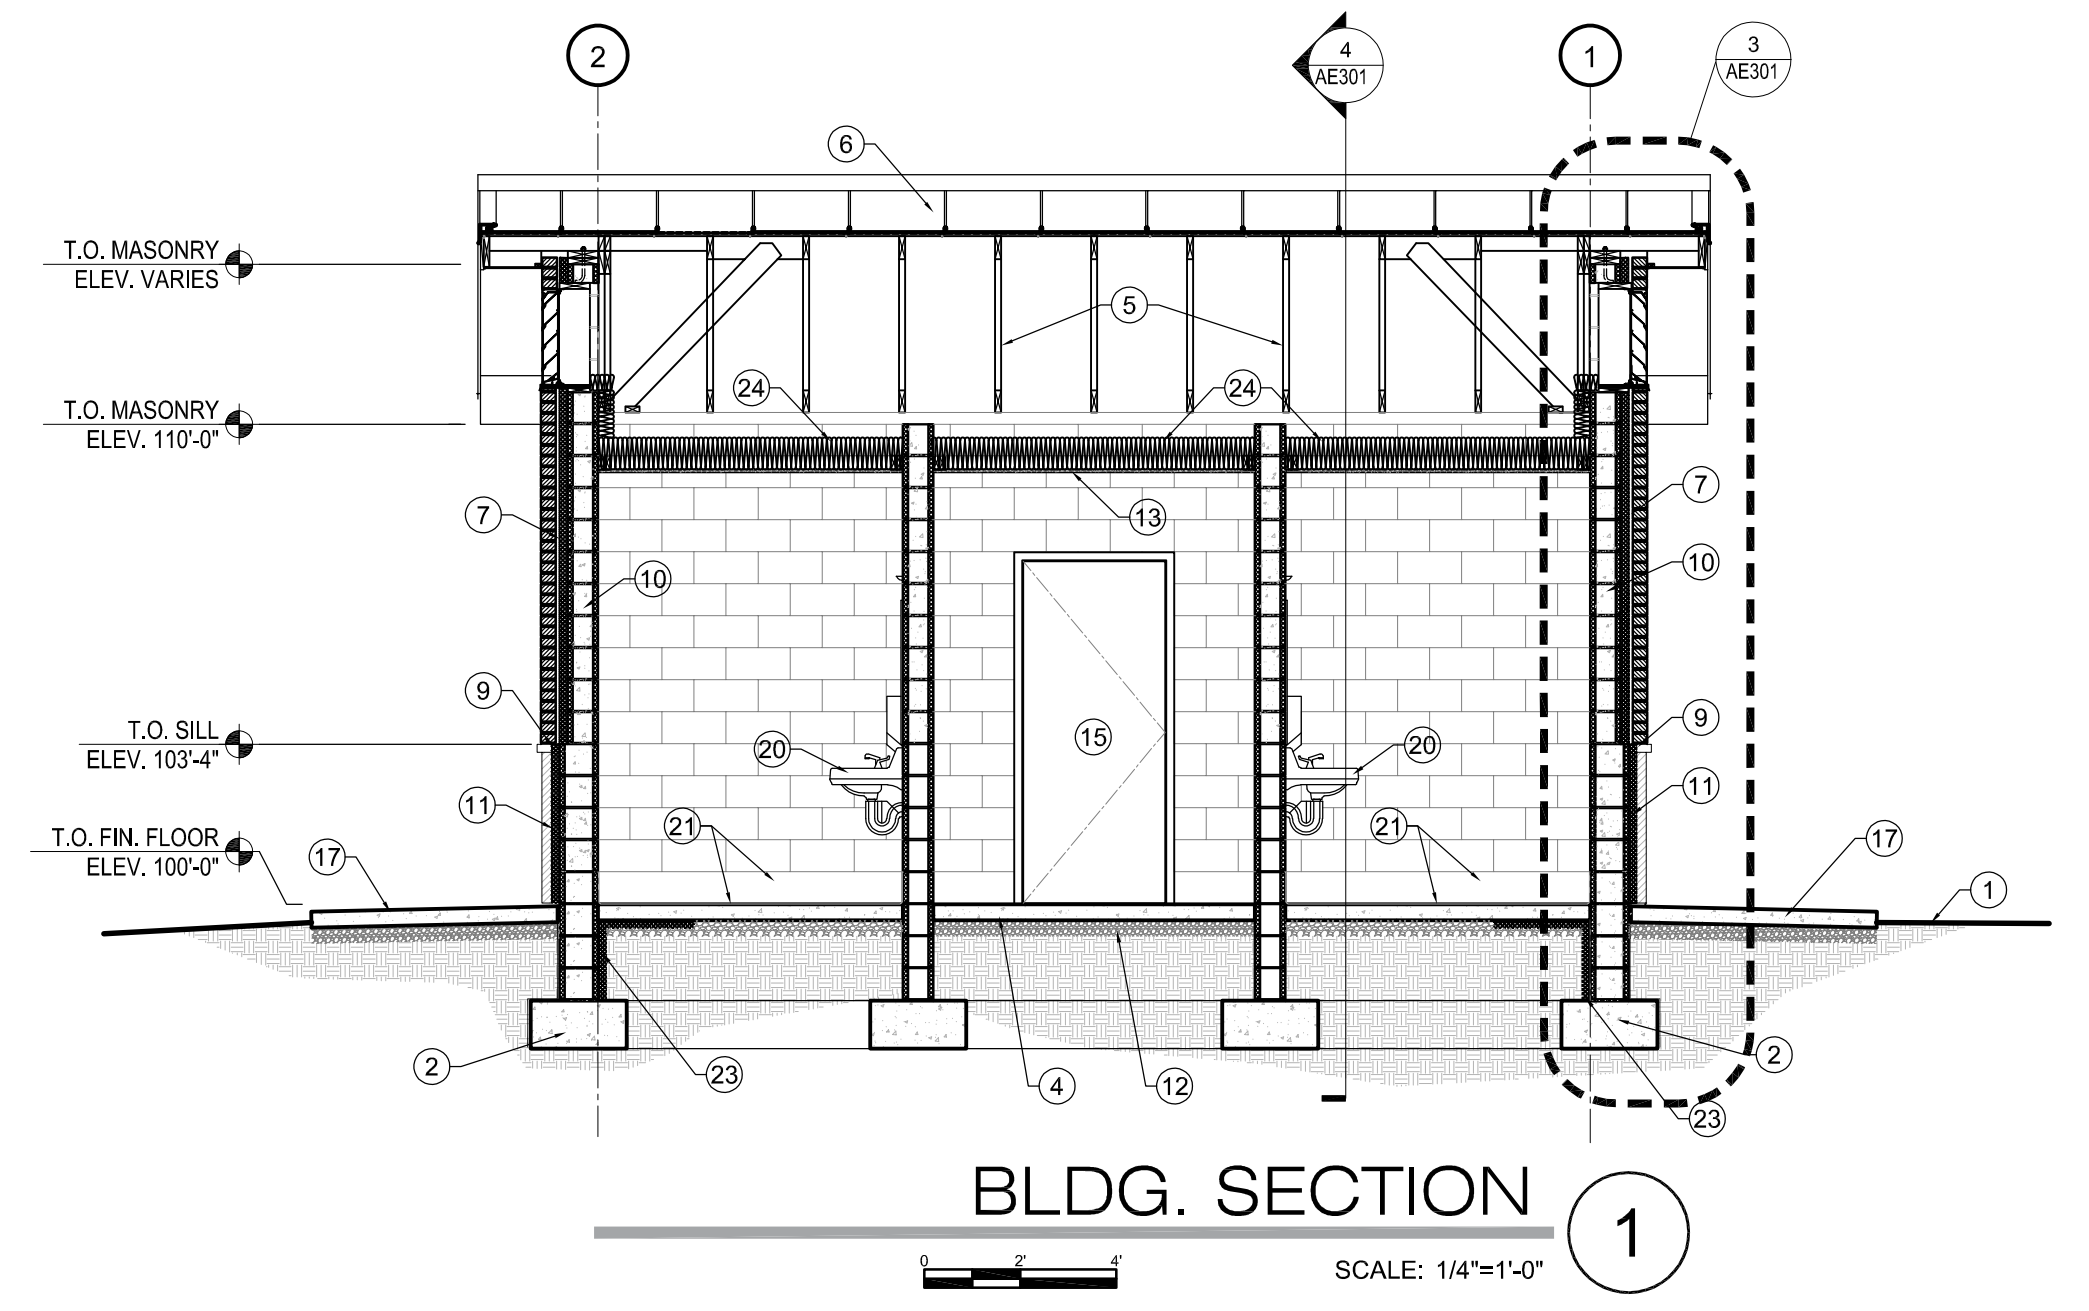 2
4
AE301
1
3
AE301
6
T.O. MASONRY
ELEV. VARIES
5
24
24
T.O. MASONRY
ELEV. 110'-0"
7
13
7
10
10
9
9
T.O. SILL
ELEV. 103'-4"
20
15
20
11
11
21
21
T.O. FIN. FLOOR
ELEV. 100'-0"
17
17
1
2
23
4
12
2
23
BLDG. SECTION
1
0 2' 4'
SCALE: 1/4"=1'-0"